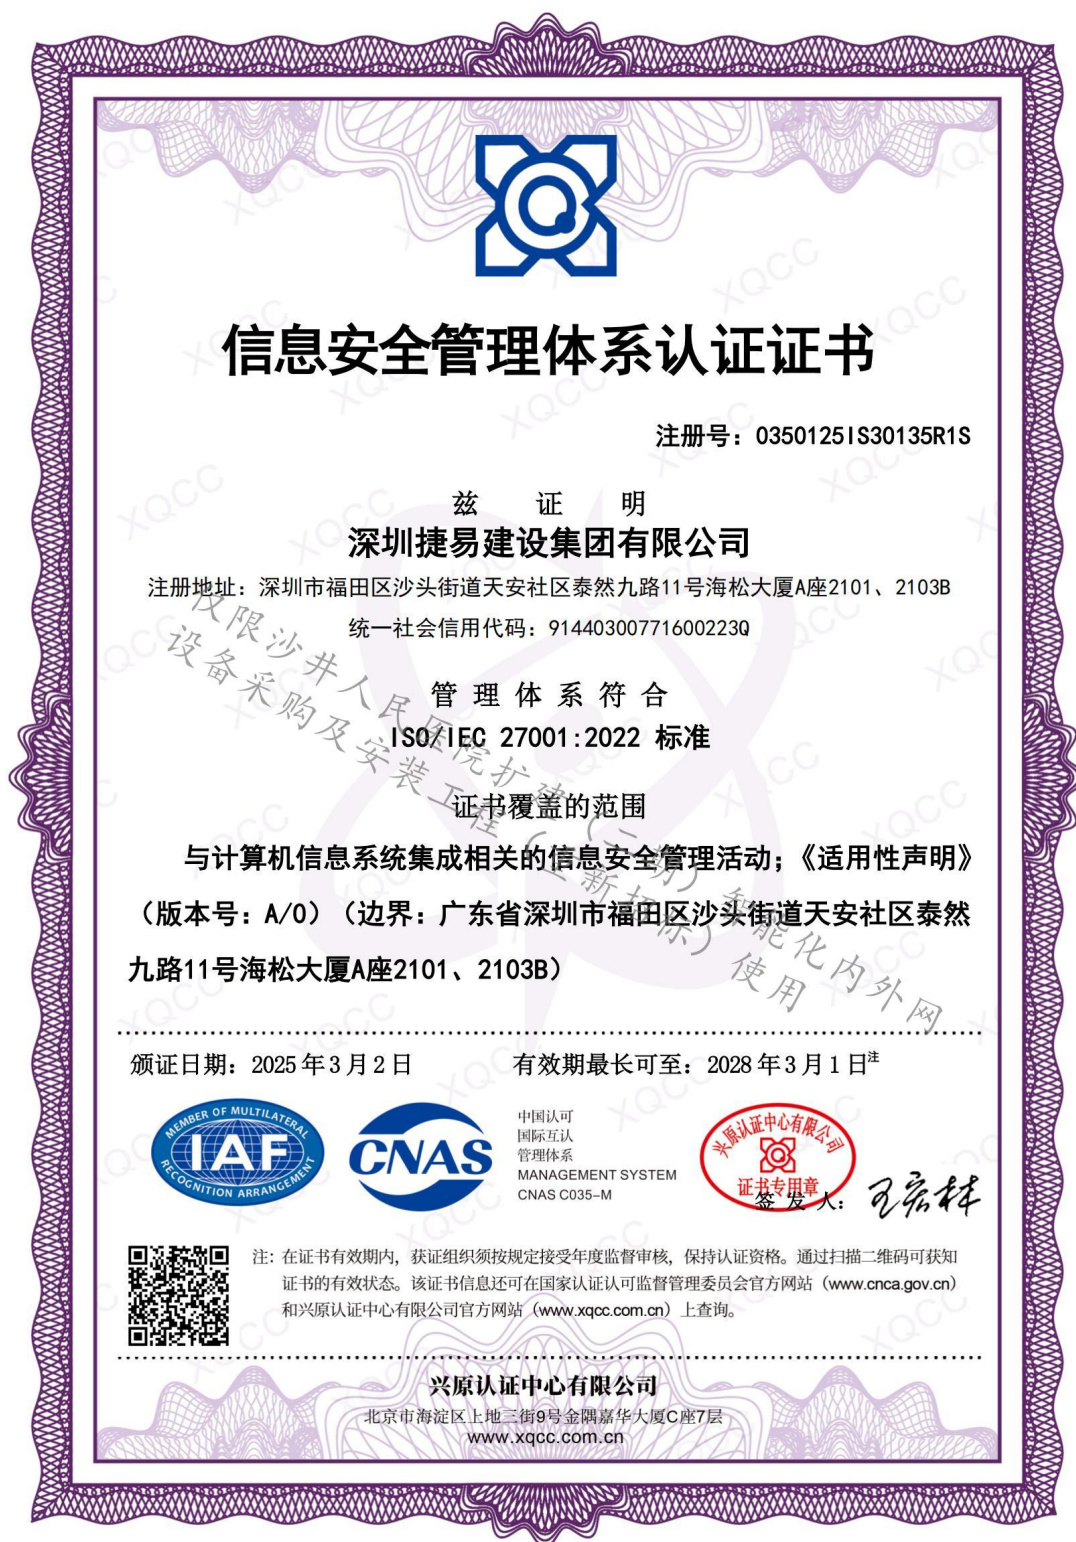 信息安全管理体系认证证书
注册号：0350125IS30135R1S
兹 证 明
深圳捷易建设集团有限公司
注册地址：深圳市福田区沙头街道天安社区泰然九路11号海松大厦A座2101、2103B
统一社会信用代码：91440300771600223Q
管 理 体 系 符 合
ISO/IEC 27001:2022 标准
证书覆盖的范围
与计算机信息系统集成相关的信息安全管理活动；《适用性声明》
（版本号：A/0）（边界：广东省深圳市福田区沙头街道天安社区泰然
九路11号海松大厦A座2101、2103B）
仅限沙井人民医院扩建（二期）智能化内外网
设备采购及安装工程（重新招标）使用
颁证日期：2025年3月2日
有效期最长可至：2028年3月1日注
MEMBER OF MULTILATERAL
IAF
RECOGNITION ARRANGEMENT
CNAS
中国认可
国际互认
管理体系
MANAGEMENT SYSTEM
CNAS C035-M
兴原认证中心有限公司
证书专用章
签 发 人：
注：在证书有效期内，获证组织须按规定接受年度监督审核，保持认证资格。通过扫描二维码可获知
证书的有效状态。该证书信息还可在国家认证认可监督管理委员会官方网站（www.cnca.gov.cn）
和兴原认证中心有限公司官方网站（www.xqcc.com.cn）上查询。
兴原认证中心有限公司
北京市海淀区上地三街9号金隅嘉华大厦C座7层
www.xqcc.com.cn